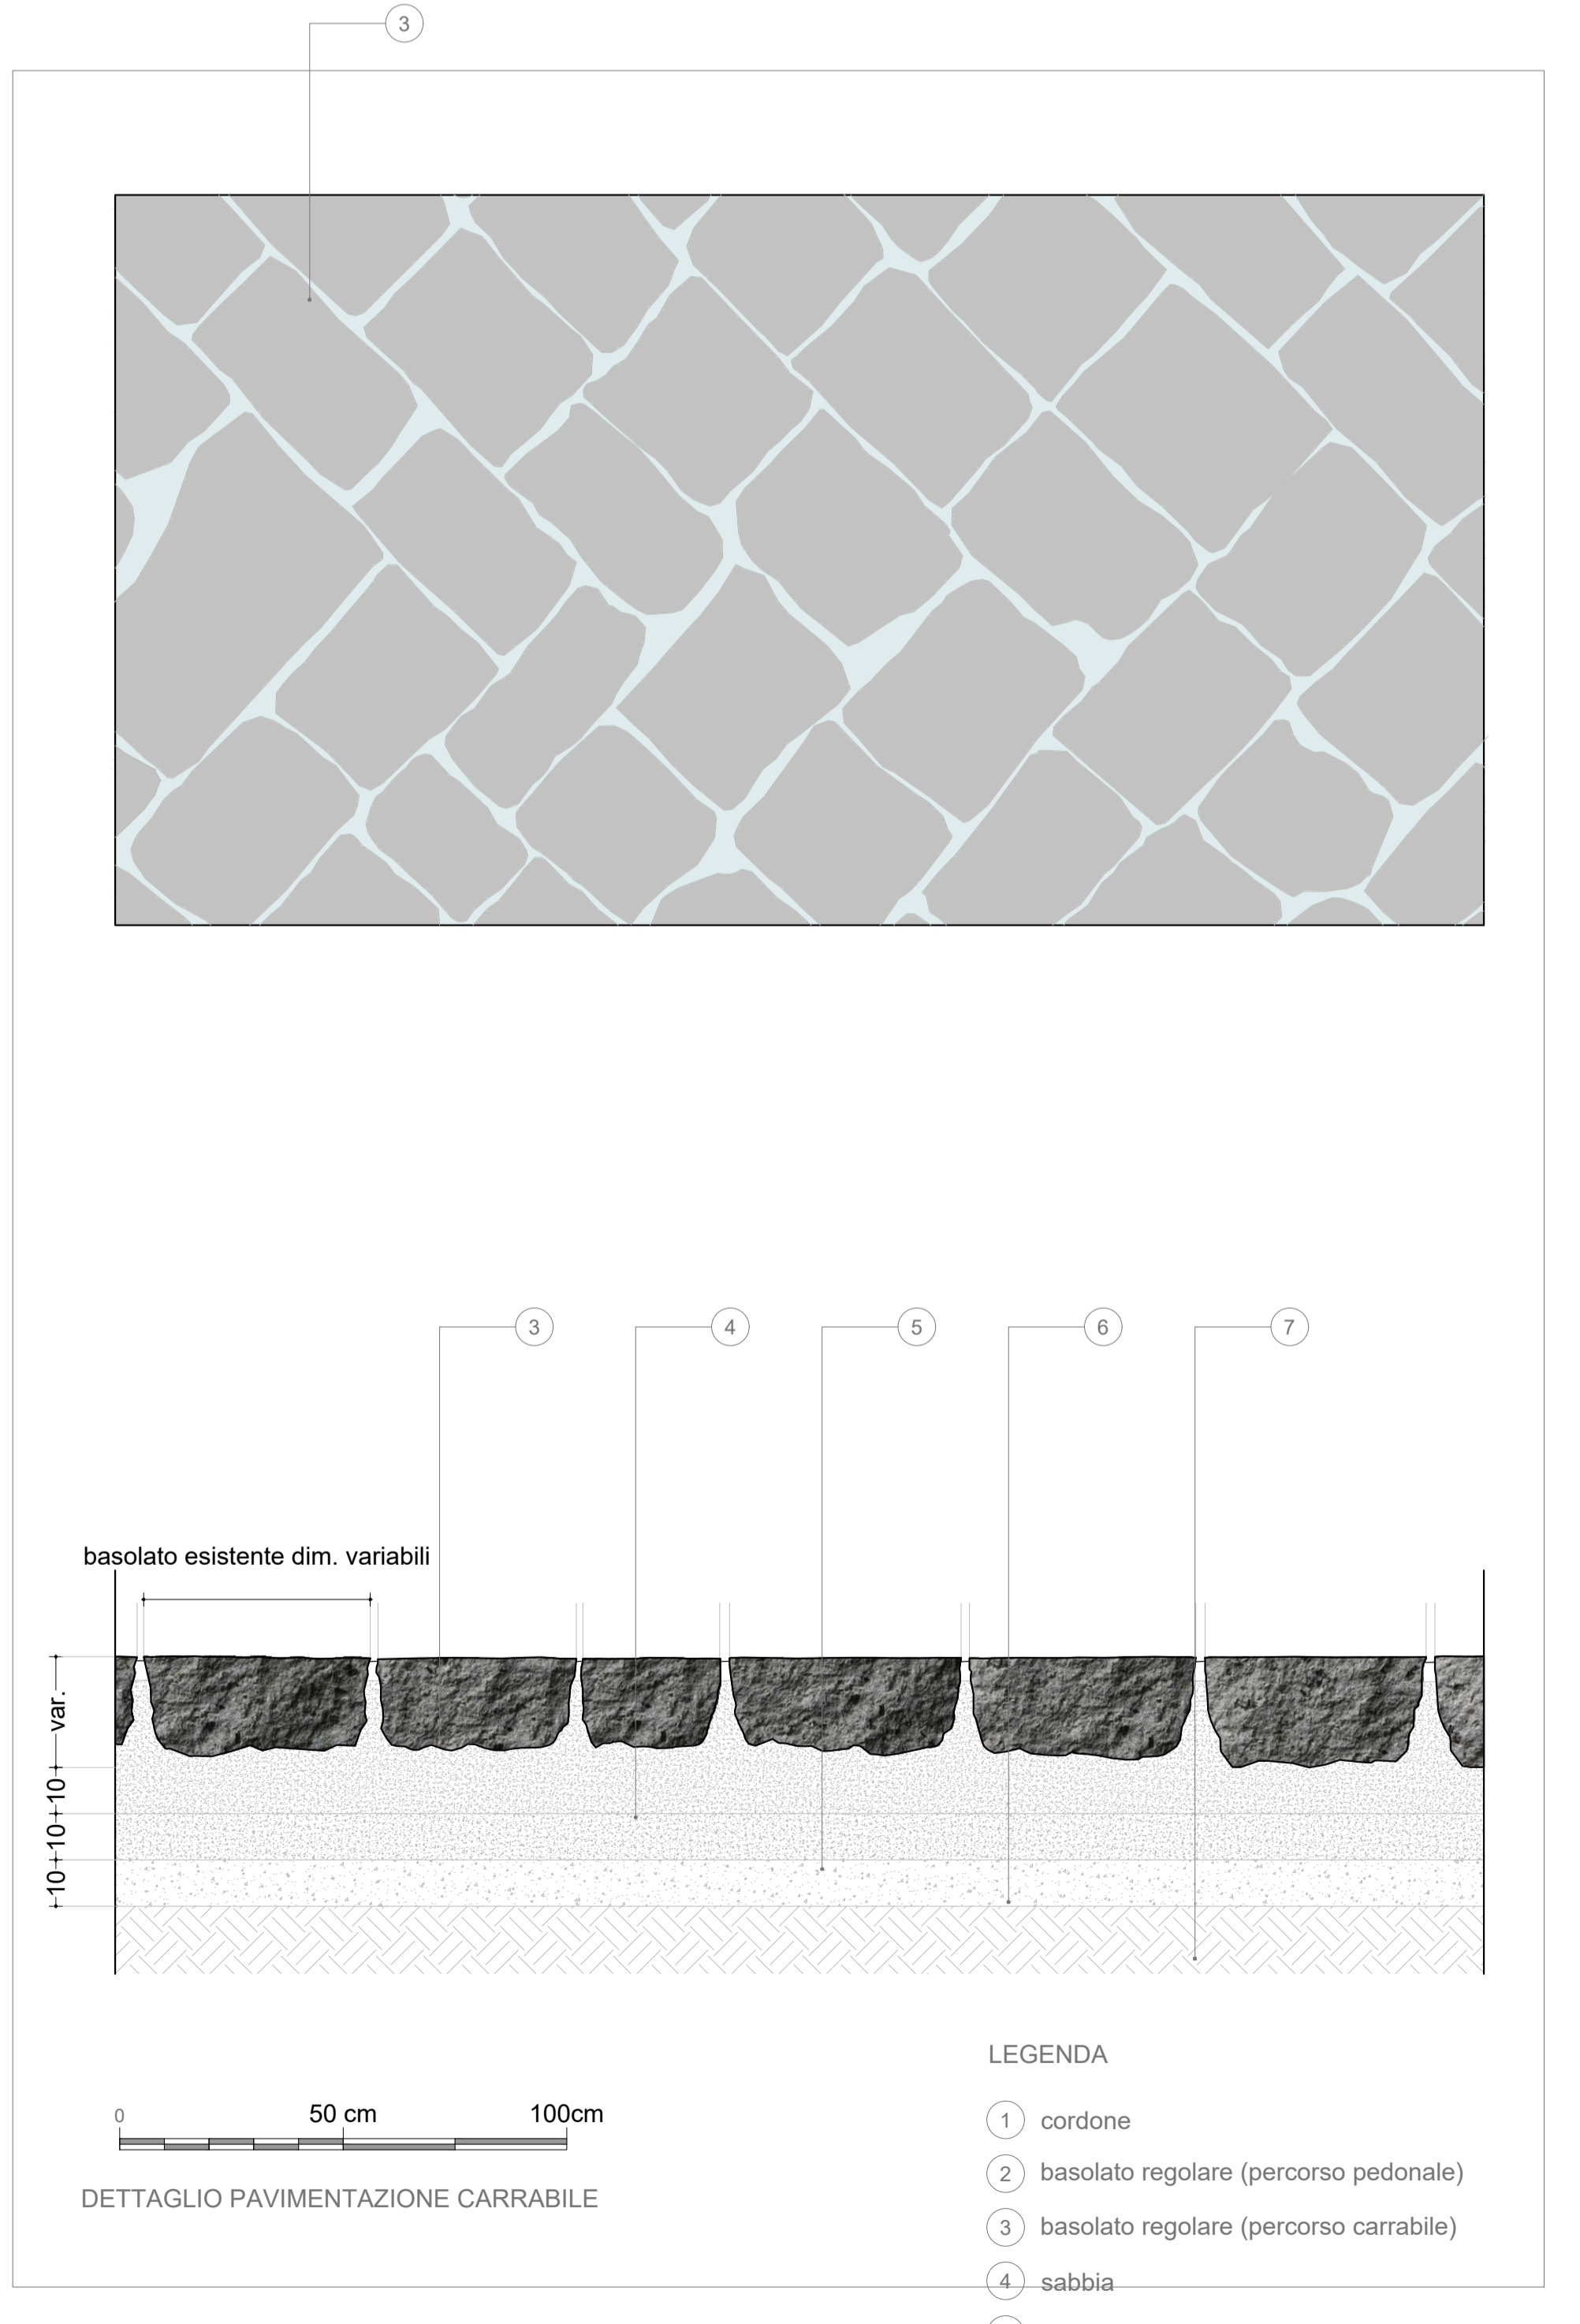 3
3 4 5 6 7
basolato esistente dim. variabili
var.
10
10
10
LEGENDA
0 50 cm 100cm
1 cordone
2 basolato regolare (percorso pedonale)
DETTAGLIO PAVIMENTAZIONE CARRABILE
3 basolato regolare (percorso carrabile)
4 sabbia